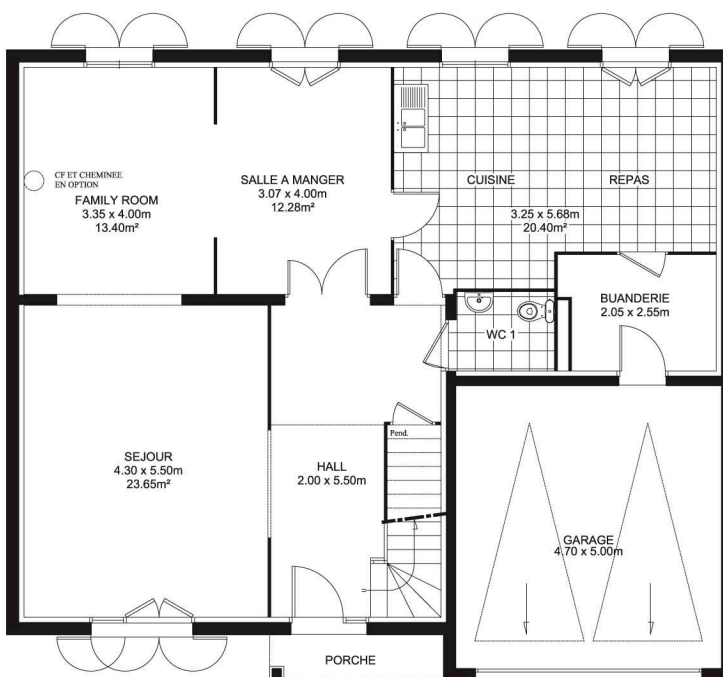 CF ET CHEMINEE
EN OPTION
FAMILY ROOM
3.35 x 4.00m
13.40m²
SALLE A MANGER
3.07 x 4.00m
12.28m²
CUISINE
REPAS
3.25 x 5.68m
20.40m²
BUANDERIE
2.05 x 2.55m
WC 1
Pend.
SEJOUR
4.30 x 5.50m
23.65m²
HALL
2.00 x 5.50m
GARAGE
4.70 x 5.00m
PORCHE